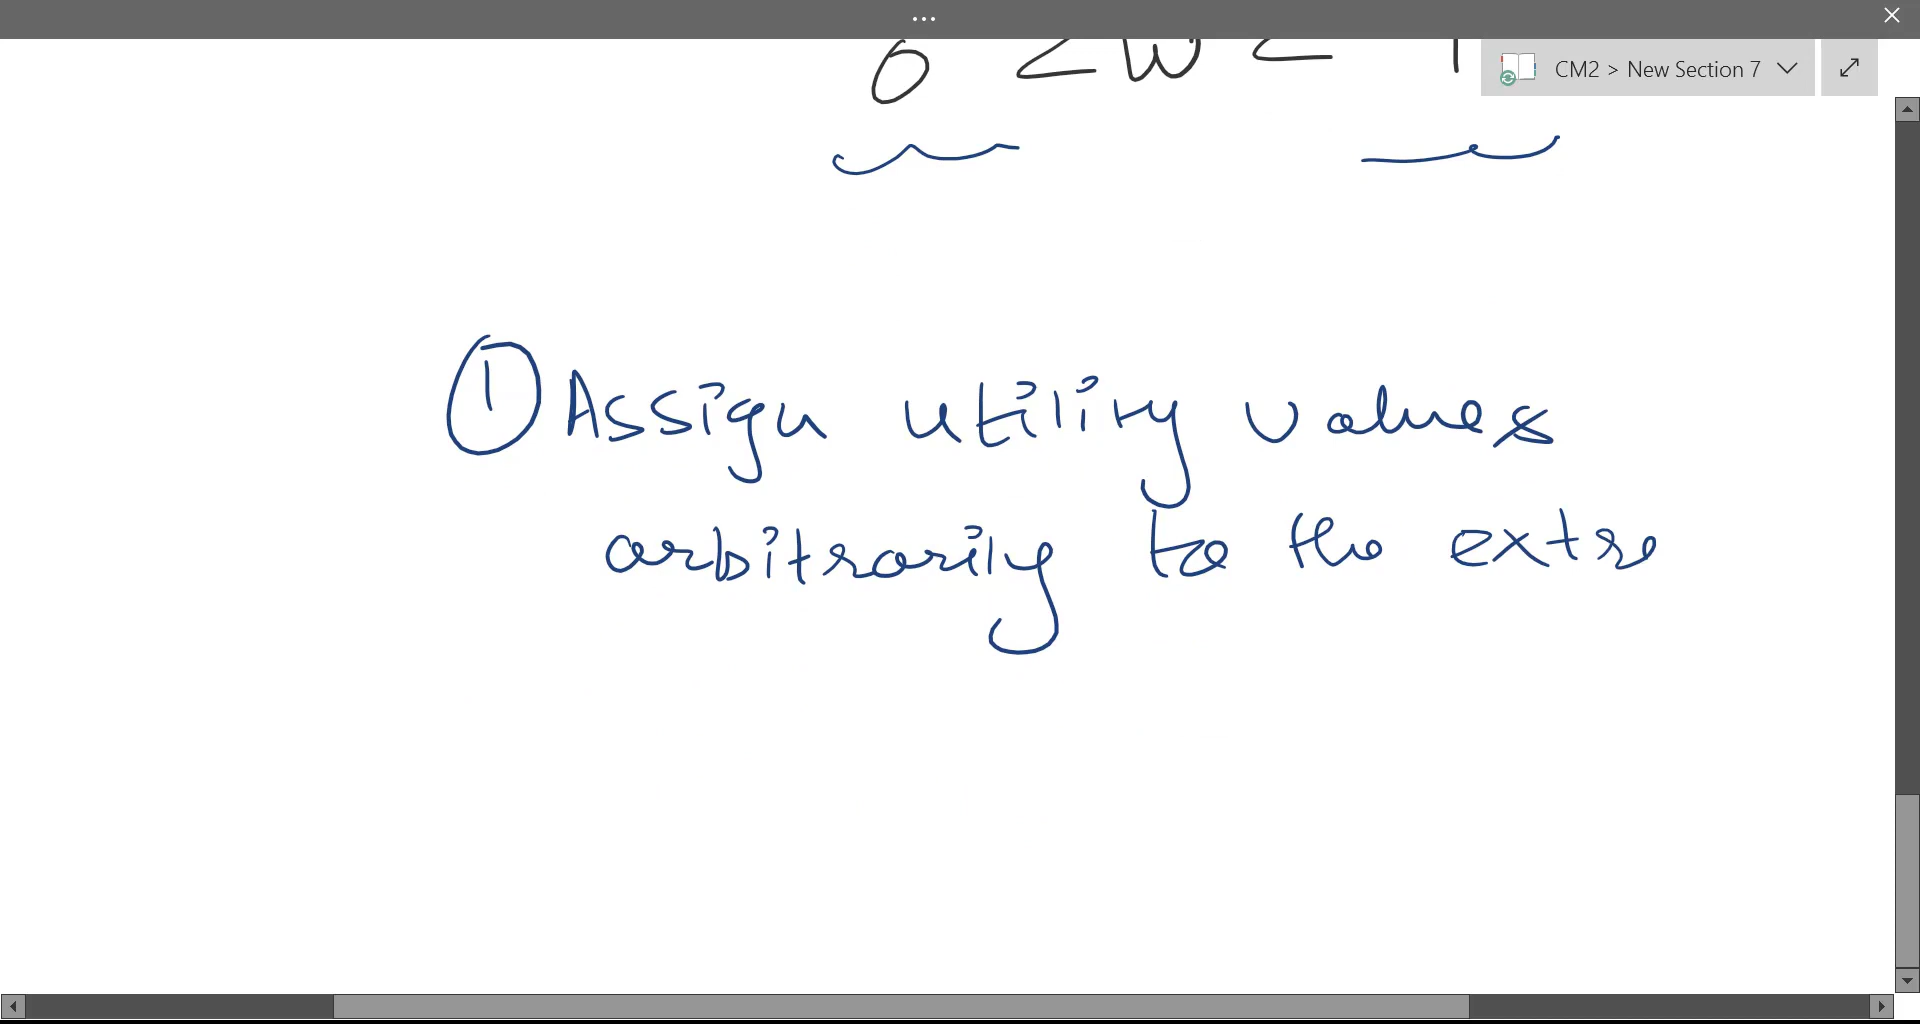 ...
0 < w < 1
CM2 > New Section 7
① Assign utility values
arbitrarily to the extre